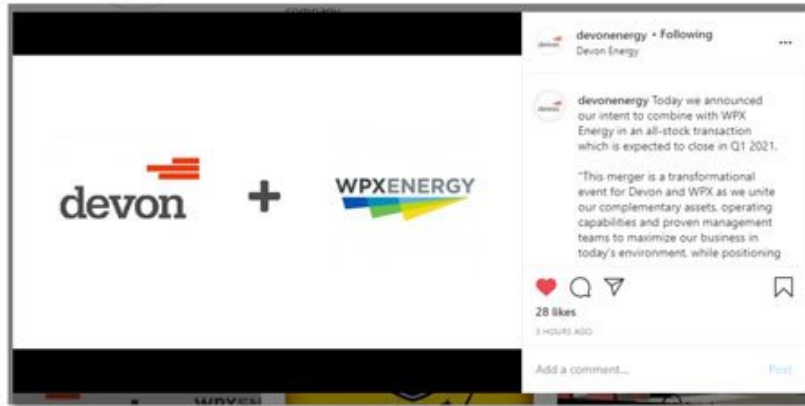 company
devon
+
WPXENERGY
devonenergy • Following
Devon Energy
...
devonenergy Today we announced
our intent to combine with WPX
Energy in an all-stock transaction
which is expected to close in Q1 2021.
"This merger is a transformational
event for Devon and WPX as we unite
our complementary assets, operating
capabilities and proven management
teams to maximize our business in
today's environment, while positioning
28 likes
3 HOURS AGO
Add a comment...
Post